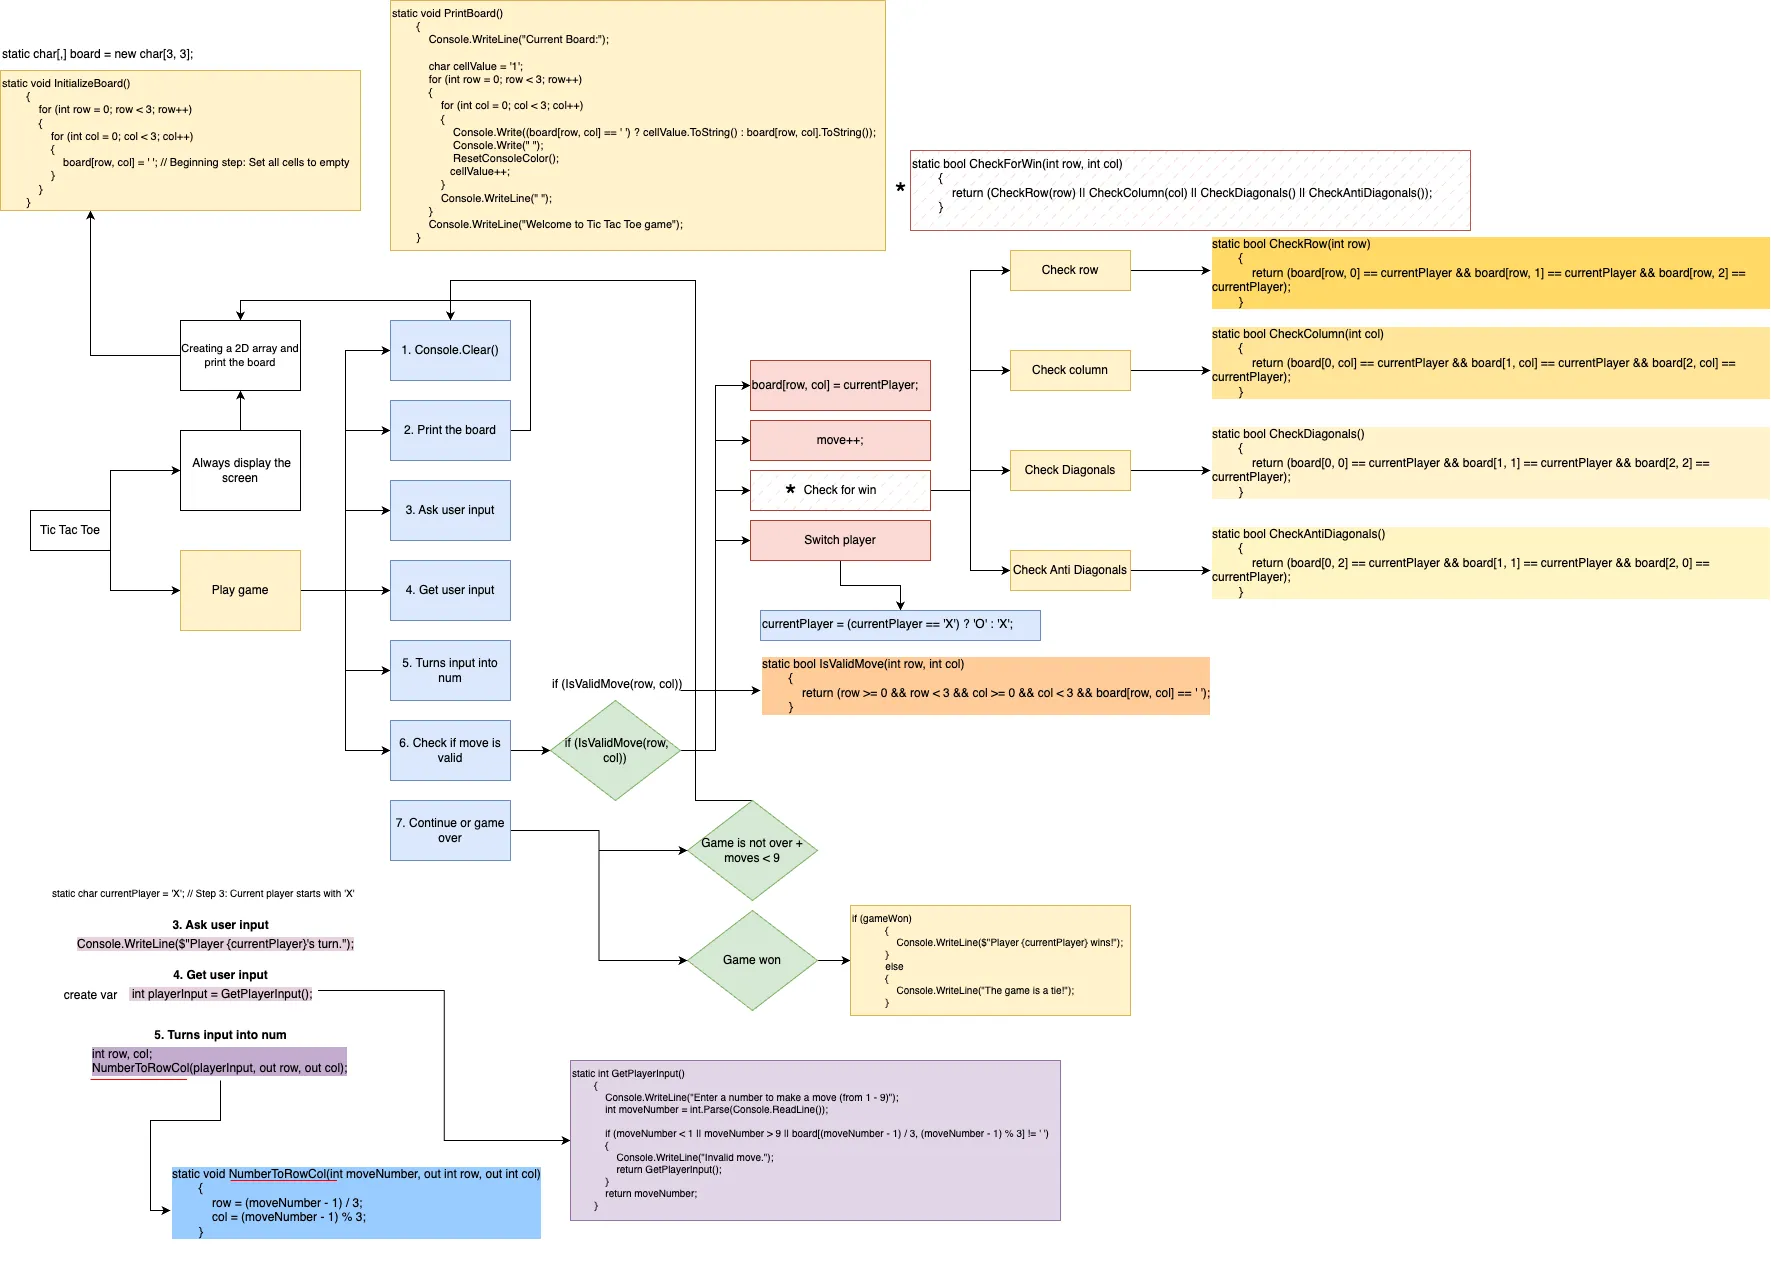 static char[,] board = new char[3, 3];
static void InitializeBoard()
{
for (int row = 0; row < 3; row++)
{
for (int col = 0; col < 3; col++)
{
board[row, col] = ' '; // Beginning step: Set all cells to empty
}
}
}
static void PrintBoard()
{
Console.WriteLine("Current Board:");
char cellValue = '1';
for (int row = 0; row < 3; row++)
{
for (int col = 0; col < 3; col++)
{
Console.Write((board[row, col] == ' ') ? cellValue.ToString() : board[row, col].ToString());
Console.Write(" ");
ResetConsoleColor();
cellValue++;
}
Console.WriteLine(" ");
}
Console.WriteLine("Welcome to Tic Tac Toe game");
}
*
static bool CheckForWin(int row, int col)
{
return (CheckRow(row) || CheckColumn(col) || CheckDiagonals() || CheckAntiDiagonals());
}
Check row
static bool CheckRow(int row)
{
return (board[row, 0] == currentPlayer && board[row, 1] == currentPlayer && board[row, 2] ==
currentPlayer);
}
Check column
static bool CheckColumn(int col)
{
return (board[0, col] == currentPlayer && board[1, col] == currentPlayer && board[2, col] ==
currentPlayer);
}
Check Diagonals
static bool CheckDiagonals()
{
return (board[0, 0] == currentPlayer && board[1, 1] == currentPlayer && board[2, 2] ==
currentPlayer);
}
Check Anti Diagonals
static bool CheckAntiDiagonals()
{
return (board[0, 2] == currentPlayer && board[1, 1] == currentPlayer && board[2, 0] ==
currentPlayer);
}
Creating a 2D array and
print the board
Always display the
screen
Tic Tac Toe
Play game
1. Console.Clear()
2. Print the board
3. Ask user input
4. Get user input
5. Turns input into
num
6. Check if move is
valid
7. Continue or game
over
board[row, col] = currentPlayer;
move++;
* Check for win
Switch player
currentPlayer = (currentPlayer == 'X') ? 'O' : 'X';
if (IsValidMove(row, col))
static bool IsValidMove(int row, int col)
{
return (row >= 0 && row < 3 && col >= 0 && col < 3 && board[row, col] == ' ');
}
if (IsValidMove(row,
col))
Game is not over +
moves < 9
Game won
if (gameWon)
{
Console.WriteLine($"Player {currentPlayer} wins!");
}
else
{
Console.WriteLine("The game is a tie!");
}
static char currentPlayer = 'X'; // Step 3: Current player starts with 'X'
3. Ask user input
Console.WriteLine($"Player {currentPlayer}'s turn.");
4. Get user input
create var int playerInput = GetPlayerInput();
5. Turns input into num
int row, col;
NumberToRowCol(playerInput, out row, out col);
static void NumberToRowCol(int moveNumber, out int row, out int col)
{
row = (moveNumber - 1) / 3;
col = (moveNumber - 1) % 3;
}
static int GetPlayerInput()
{
Console.WriteLine("Enter a number to make a move (from 1 - 9)");
int moveNumber = int.Parse(Console.ReadLine());
if (moveNumber < 1 || moveNumber > 9 || board[(moveNumber - 1) / 3, (moveNumber - 1) % 3] != ' ')
{
Console.WriteLine("Invalid move.");
return GetPlayerInput();
}
return moveNumber;
}